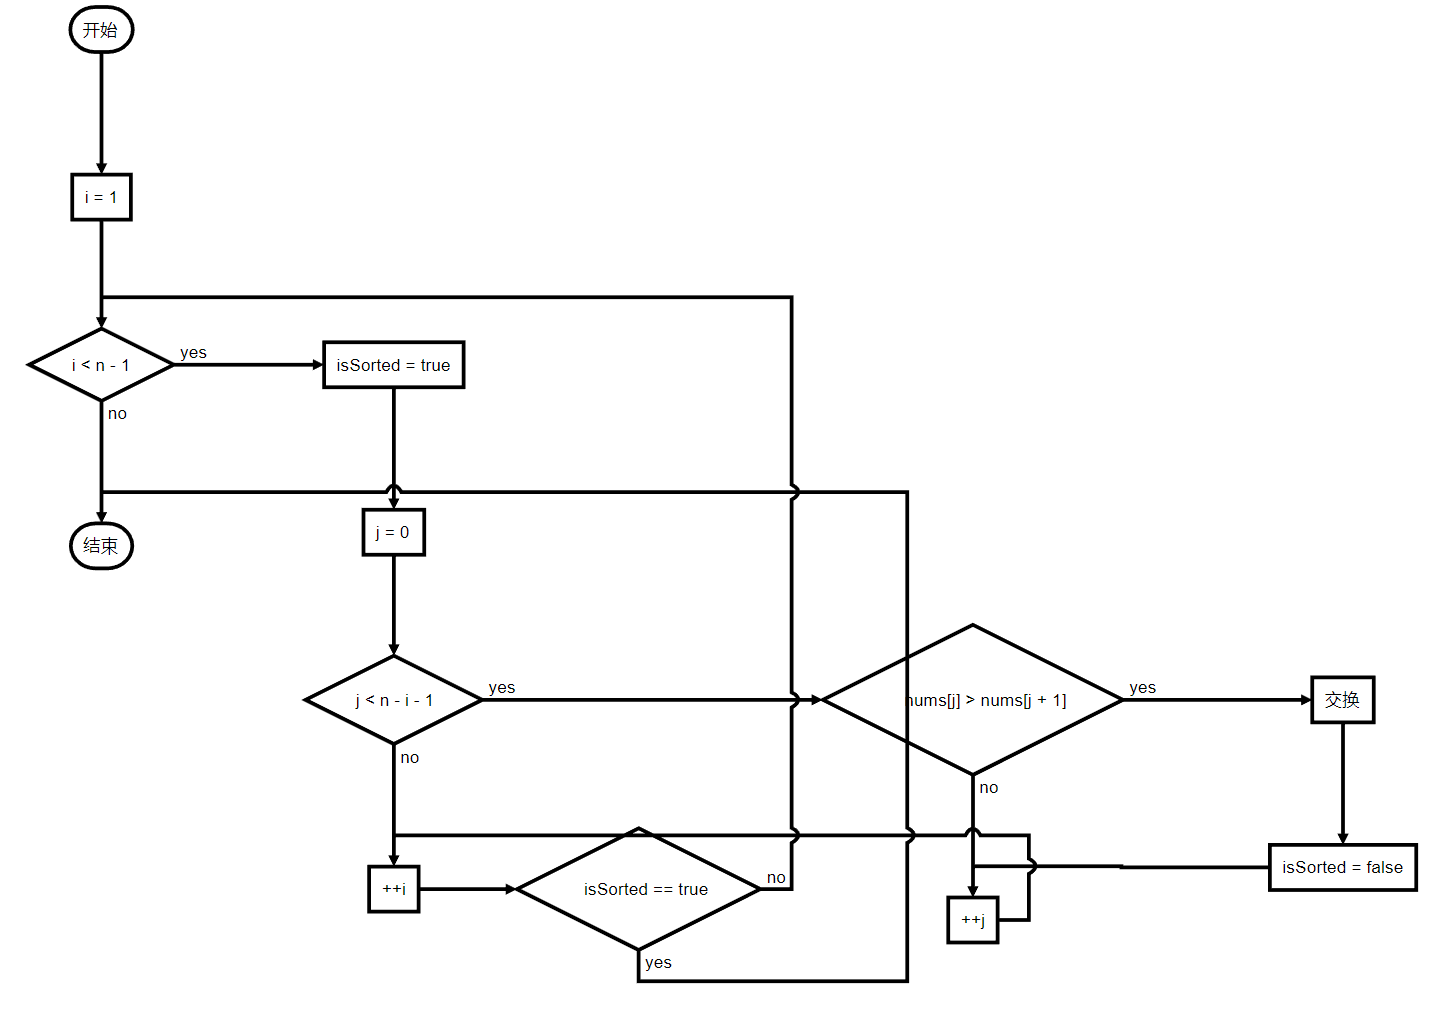 开始
i = 1
i < n - 1
yes
no
isSorted = true
结束
j = 0
j < n - i - 1
yes
no
nums[j] > nums[j + 1]
yes
no
交换
isSorted = false
++i
isSorted == true
no
yes
++j